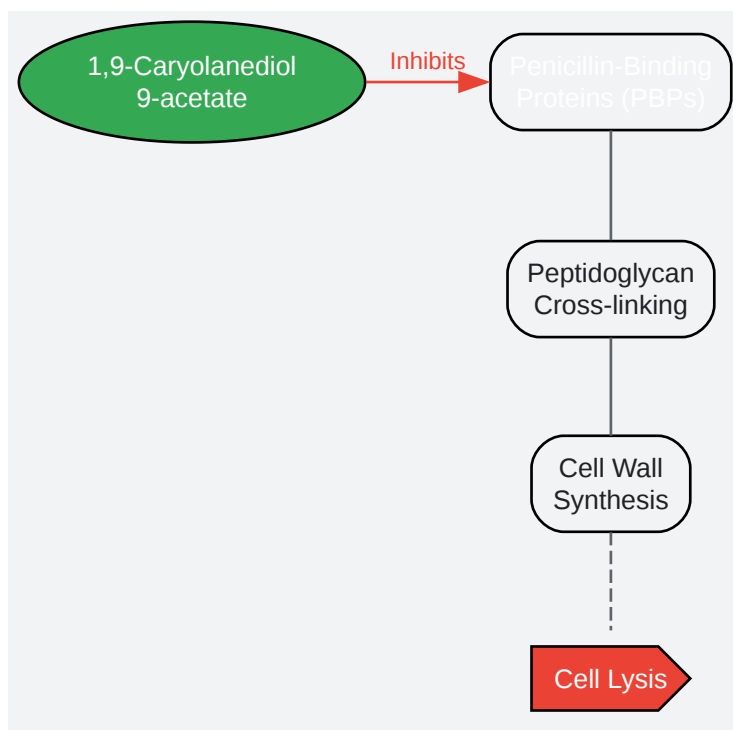 1,9-Caryolanediol
9-acetate
Inhibits
Penicillin-Binding
Proteins (PBPs)
Peptidoglycan
Cross-linking
Cell Wall
Synthesis
Cell Lysis